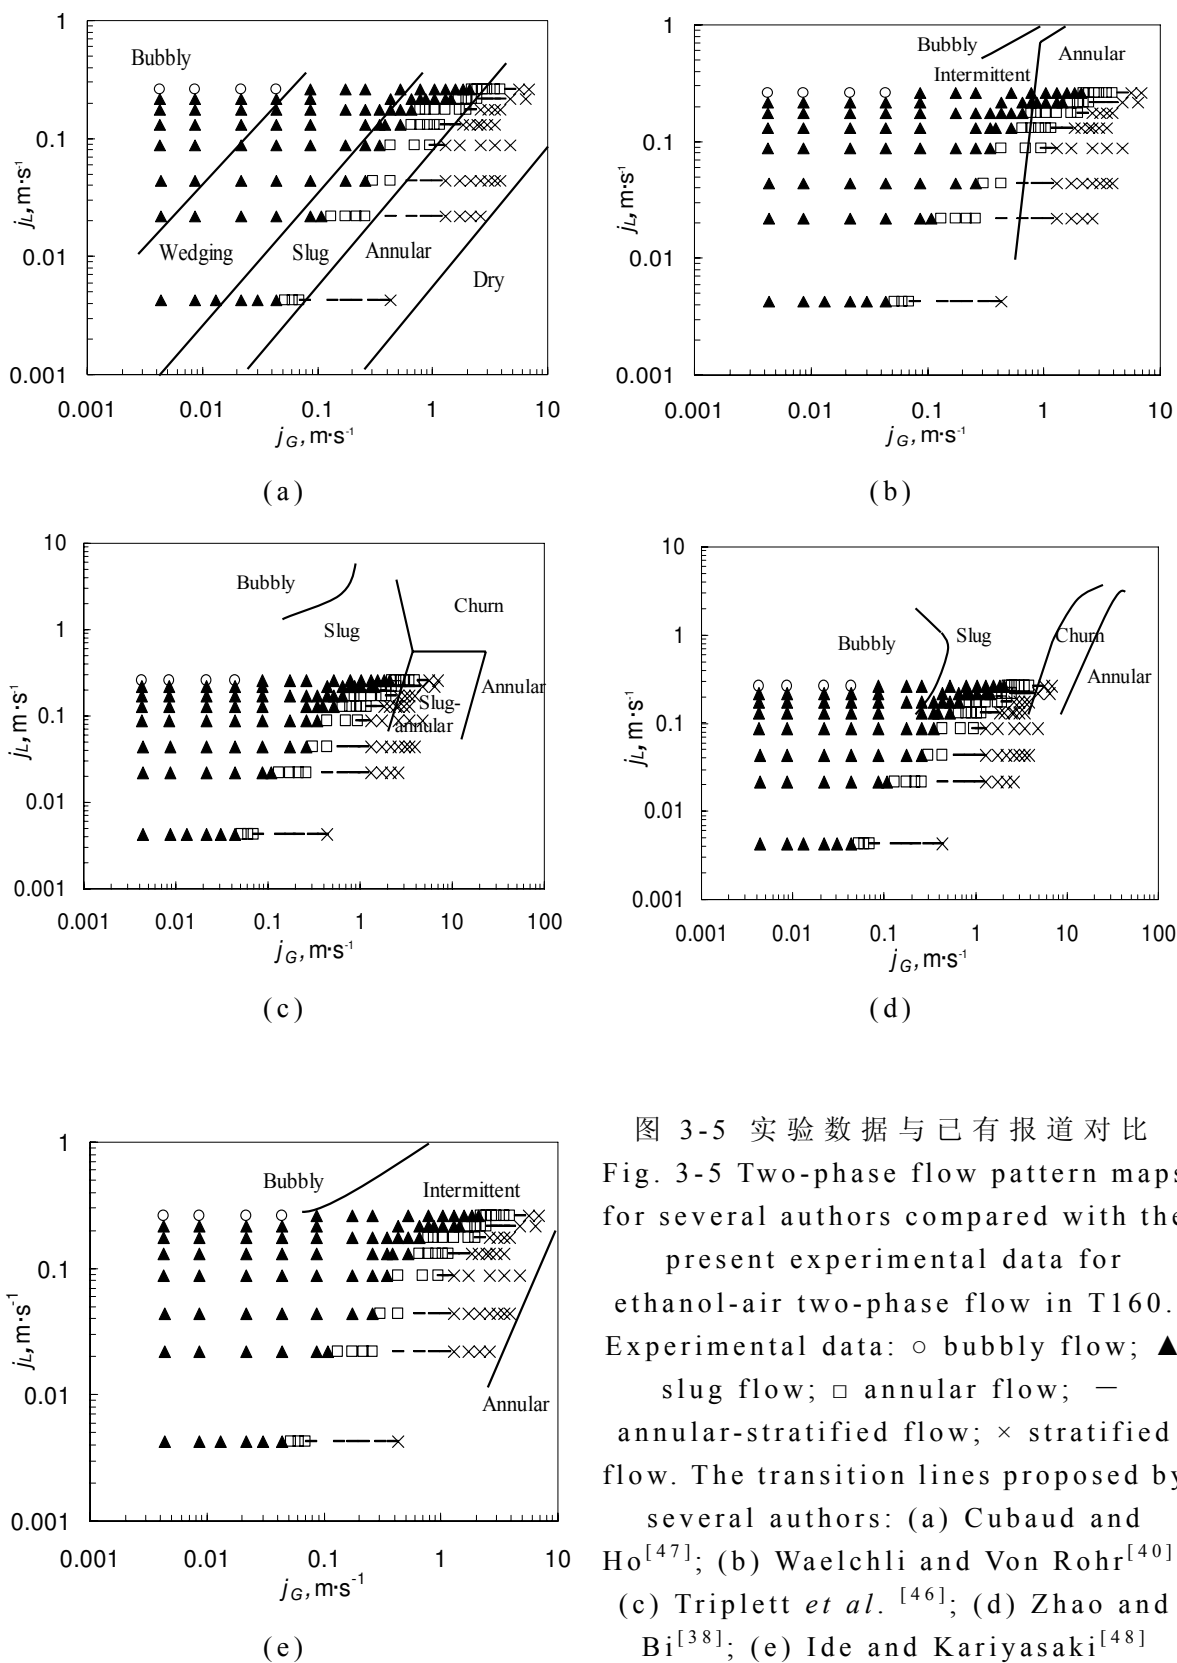 1
Bubbly
0.1
j_L, m·s⁻¹
0.01
Wedging Slug Annular
Dry
0.001
0.001 0.01 0.1 1 10
j_G, m·s⁻¹
(a)
1
Bubbly Annular
Intermittent
0.1
j_L, m·s⁻¹
0.01
0.001
0.001 0.01 0.1 1 10
j_G, m·s⁻¹
(b)
10
Bubbly
Churn
1
Slug
j_L, m·s⁻¹
Annular
0.1
Slug-
annular
0.01
0.001
0.001 0.01 0.1 1 10 100
j_G, m·s⁻¹
(c)
10
1
Bubbly Slug Churn
Annular
j_L, m·s⁻¹
0.1
0.01
0.001
0.001 0.01 0.1 1 10 100
j_G, m·s⁻¹
(d)
1
Bubbly Intermittent
0.1
j_L, m·s⁻¹
0.01
Annular
0.001
0.001 0.01 0.1 1 10
j_G, m·s⁻¹
(e)
图 3-5 实验数据与已有报道对比
Fig. 3-5 Two-phase flow pattern maps
for several authors compared with the
present experimental data for
ethanol-air two-phase flow in T160.
Experimental data: ○ bubbly flow; ▲
slug flow; □ annular flow; —
annular-stratified flow; × stratified
flow. The transition lines proposed by
several authors: (a) Cubaud and
Ho[47]; (b) Waelchli and Von Rohr[40]
(c) Triplett et al. [46]; (d) Zhao and
Bi[38]; (e) Ide and Kariyasaki[48]